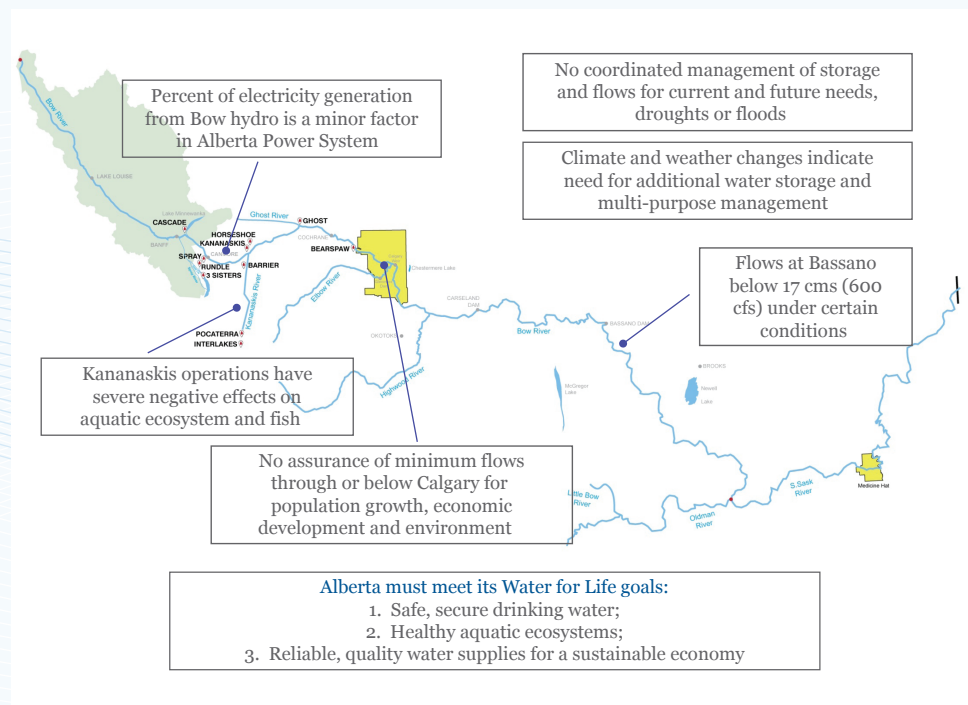 Percent of electricity generation
from Bow hydro is a minor factor
in Alberta Power System
No coordinated management of storage
and flows for current and future needs,
droughts or floods
Climate and weather changes indicate
need for additional water storage and
multi-purpose management
Flows at Bassano
below 17 cms (600
cfs) under certain
conditions
Kananaskis operations have
severe negative effects on
aquatic ecosystem and fish
No assurance of minimum flows
through or below Calgary for
population growth, economic
development and environment
Bow River
LAKE LOUISE
Lake Minnewanka
CASCADE
BANFF
CANMORE
SPRAY
RUNDLE
3 SISTERS
HORSESHOE
KANANASKIS
BARRIER
Kananaskis River
POCATERRA
INTERLAKES
Ghost River
GHOST
COCHRANE
BEARSPAW
Elbow River
Chestermere Lake
OKOTOKS
Highwood River
CARSELAND
DAM
Bow River
BASSANO DAM
McGregor
Lake
BROOKS
Newell
Lake
Little Bow
River
Oldman
River
S.Sask
River
Medicine Hat
Alberta must meet its Water for Life goals:
1. Safe, secure drinking water;
2. Healthy aquatic ecosystems;
3. Reliable, quality water supplies for a sustainable economy